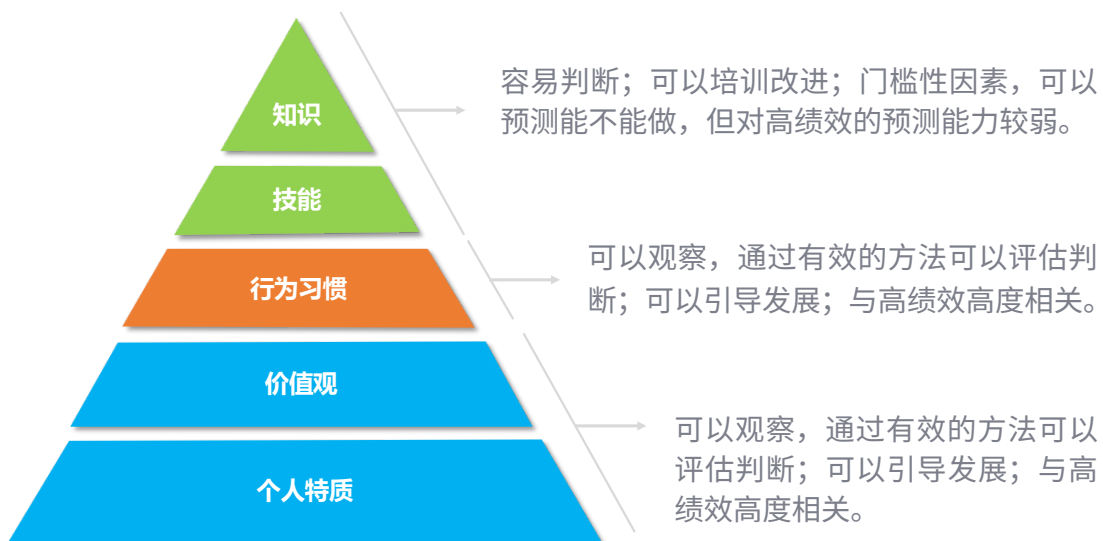 知识
容易判断；可以培训改进；门槛性因素，可以
预测能不能做，但对高绩效的预测能力较弱。
技能
行为习惯
可以观察，通过有效的方法可以评估判
断；可以引导发展；与高绩效高度相关。
价值观
可以观察，通过有效的方法可以
评估判断；可以引导发展；与高
绩效高度相关。
个人特质